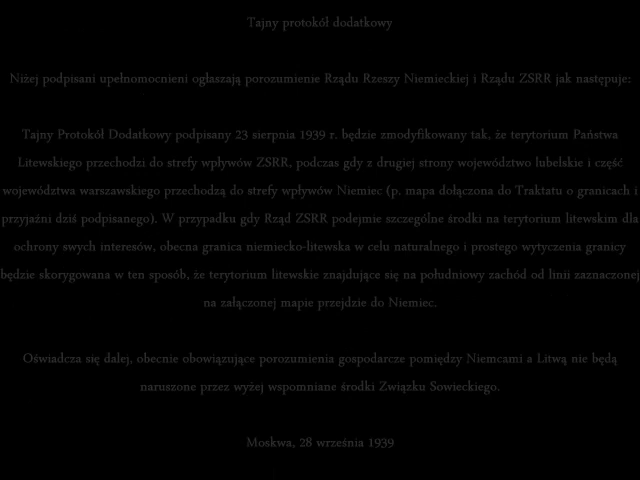 Tajny protokół dodatkowy
Niżej podpisani upełnomocnieni ogłaszają porozumienie Rządu Rzeszy Niemieckiej i Rządu ZSRR jak następuje:
Tajny Protokół Dodatkowy podpisany 23 sierpnia 1939 r. będzie zmodyfikowany tak, że terytorium Państwa
Litewskiego przechodzi do strefy wpływów ZSRR, podczas gdy z drugiej strony województwo lubelskie i część
województwa warszawskiego przechodzą do strefy wpływów Niemiec (p. mapa dołączona do Traktatu o granicach i
przyjaźni dziś podpisanego). W przypadku gdy Rząd ZSRR podejmie szczególne środki na terytorium litewskim dla
ochrony swych interesów, obecna granica niemiecko-litewska w celu naturalnego i prostego wytyczenia granicy
będzie skorygowana w ten sposób, że terytorium litewskie znajdujące się na południowy zachód od linii zaznaczonej
na załączonej mapie przejdzie do Niemiec.
Oświadcza się dalej, obecnie obowiązujące porozumienia gospodarcze pomiędzy Niemcami a Litwą nie będą
naruszone przez wyżej wspomniane środki Związku Sowieckiego.
Moskwa, 28 września 1939